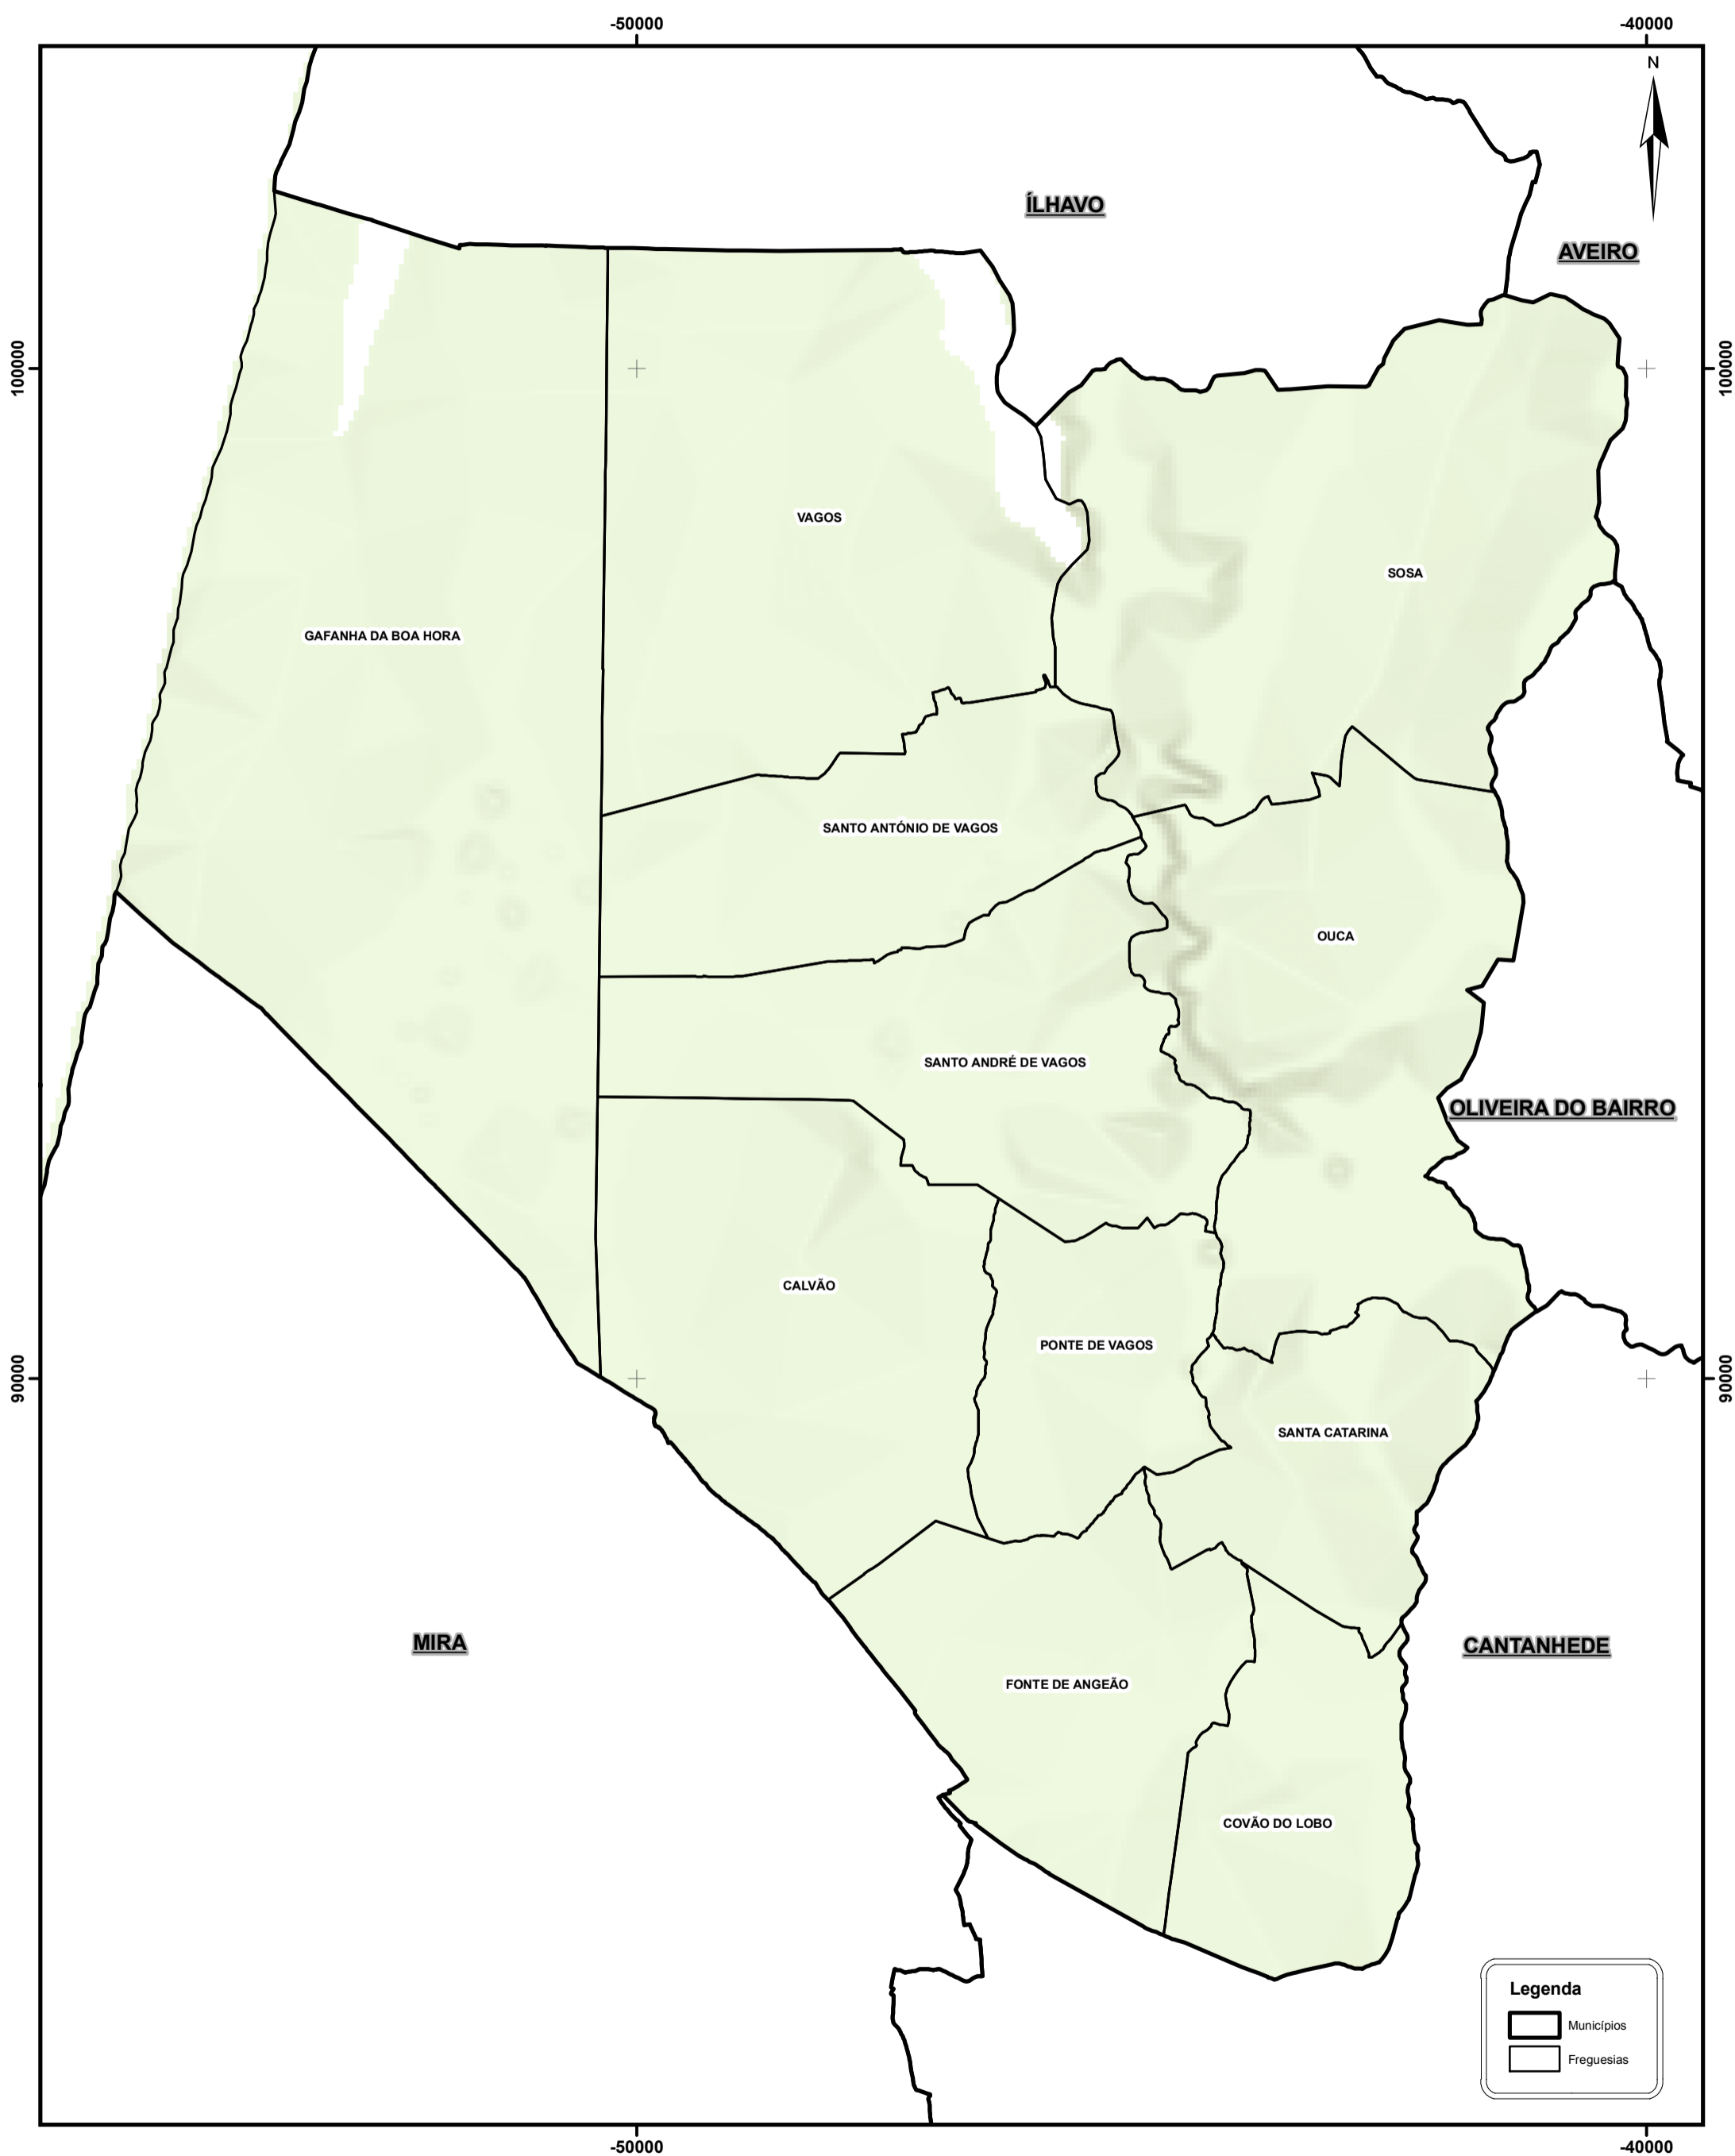 -50000
-40000
N
ÍLHAVO
AVEIRO
100000
100000
VAGOS
SOSA
GAFANHA DA BOA HORA
SANTO ANTÓNIO DE VAGOS
OUCA
SANTO ANDRÉ DE VAGOS
OLIVEIRA DO BAIRRO
CALVÃO
PONTE DE VAGOS
90000
90000
SANTA CATARINA
MIRA
CANTANHEDE
FONTE DE ANGEÃO
COVÃO DO LOBO
Legenda
Municípios
Freguesias
-50000
-40000